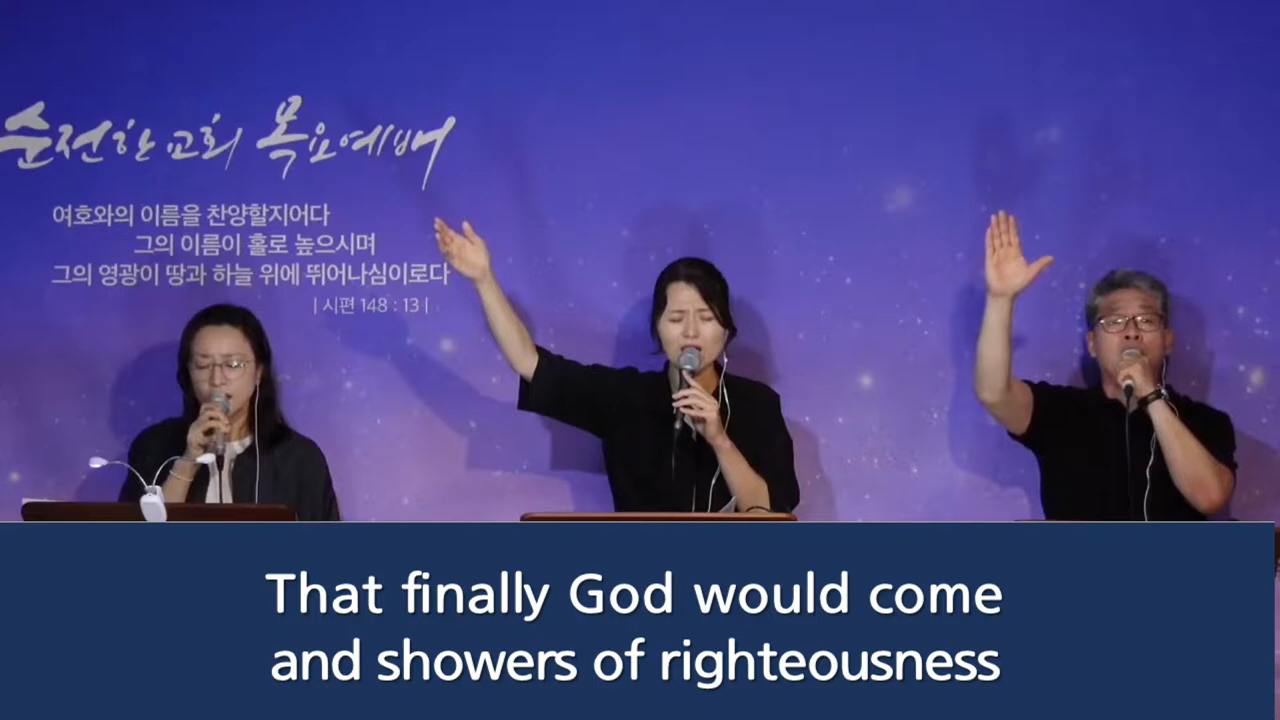 순전한 교회 목요예배
여호와의 이름을 찬양할지어다
그의 이름이 홀로 높으시며
그의 영광이 땅과 하늘 위에 뛰어나심이로다
| 시편 148 : 13 |
That finally God would come
and showers of righteousness